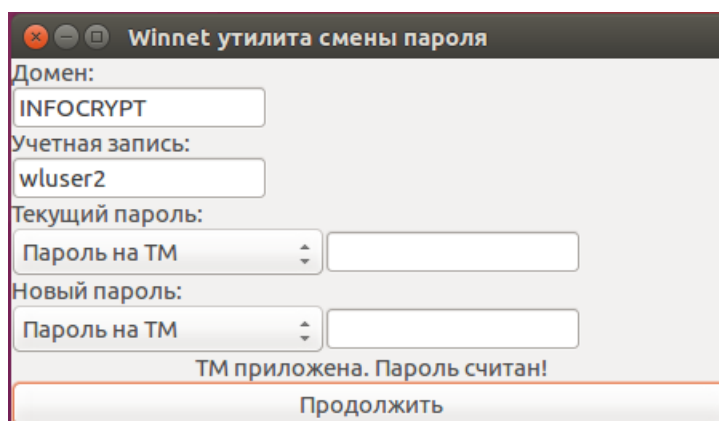 Winnet утилита смены пароля
Домен:
INFOCRYPT
Учетная запись:
wluser2
Текущий пароль:
Пароль на ТМ
Новый пароль:
Пароль на ТМ
ТМ приложена. Пароль считан!
Продолжить